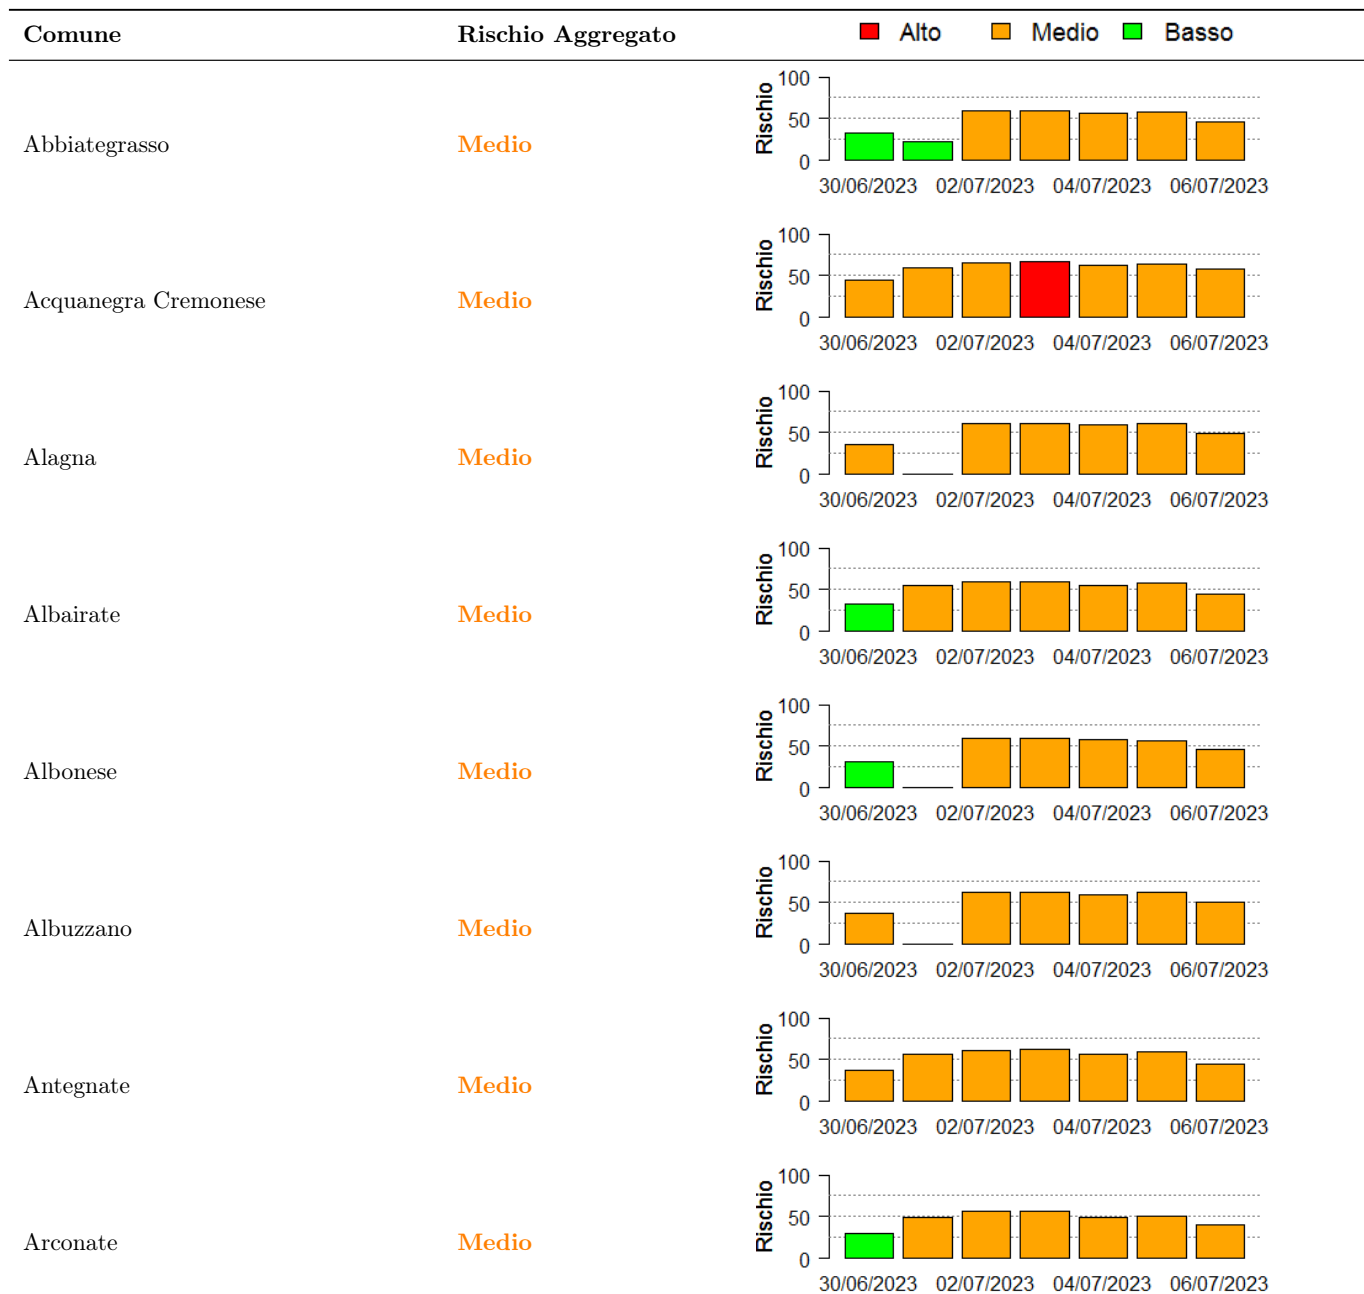 Comune Rischio Aggregato Alto Medio Basso
100
50
0
Rischio
Abbiategrasso Medio
30/06/2023 02/07/2023 04/07/2023 06/07/2023
100
50
0
Rischio
Acquanegra Cremonese Medio
30/06/2023 02/07/2023 04/07/2023 06/07/2023
100
50
0
Rischio
Alagna Medio
30/06/2023 02/07/2023 04/07/2023 06/07/2023
100
50
0
Rischio
Albairate Medio
30/06/2023 02/07/2023 04/07/2023 06/07/2023
100
50
0
Rischio
Albonese Medio
30/06/2023 02/07/2023 04/07/2023 06/07/2023
100
50
0
Rischio
Albuzzano Medio
30/06/2023 02/07/2023 04/07/2023 06/07/2023
100
50
0
Rischio
Antegnate Medio
30/06/2023 02/07/2023 04/07/2023 06/07/2023
100
50
0
Rischio
Arconate Medio
30/06/2023 02/07/2023 04/07/2023 06/07/2023